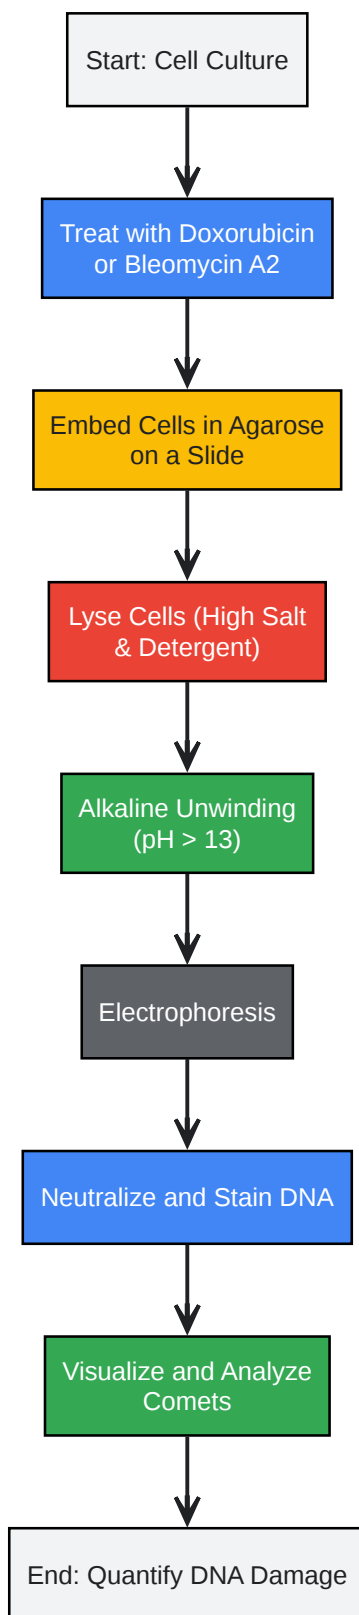 Start: Cell Culture
Treat with Doxorubicin
or Bleomycin A2
Embed Cells in Agarose
on a Slide
Lyse Cells (High Salt
& Detergent)
Alkaline Unwinding
(pH > 13)
Electrophoresis
Neutralize and Stain DNA
Visualize and Analyze
Comets
End: Quantify DNA Damage